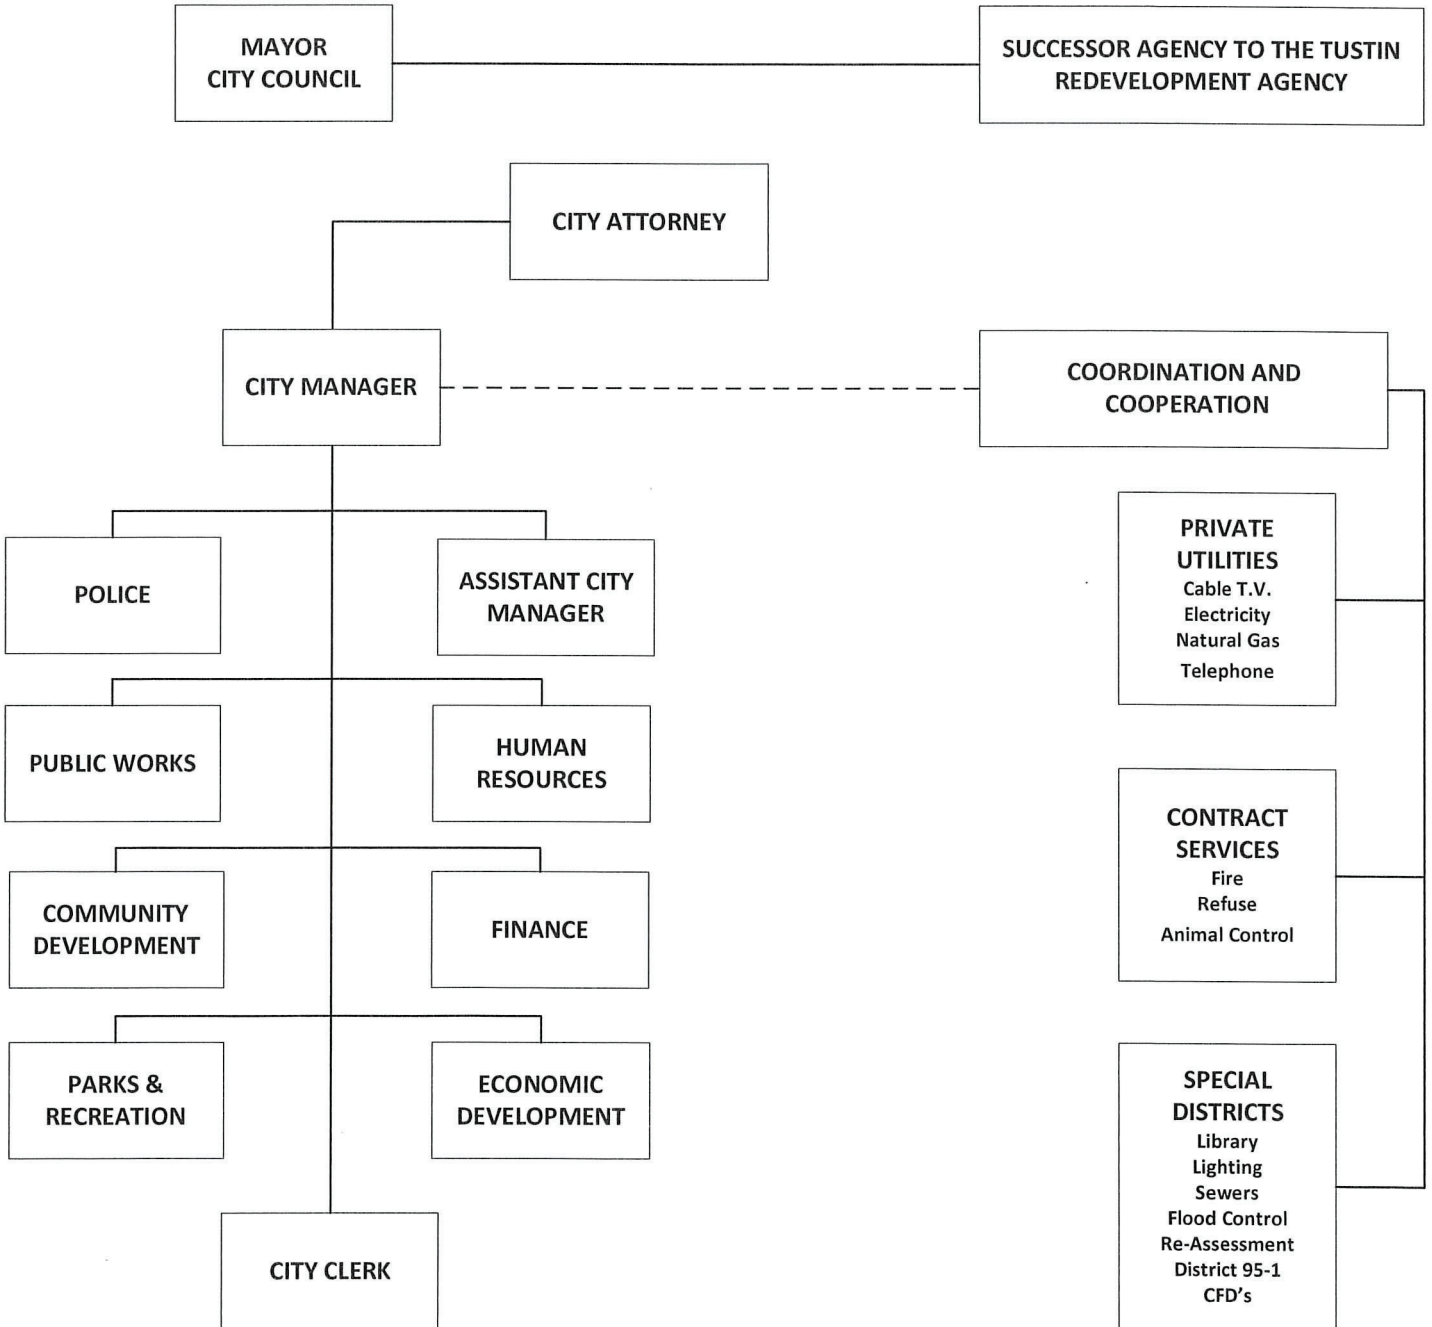 MAYOR
CITY COUNCIL
SUCCESSOR AGENCY TO THE TUSTIN
REDEVELOPMENT AGENCY
CITY ATTORNEY
CITY MANAGER
COORDINATION AND
COOPERATION
POLICE
ASSISTANT CITY
MANAGER
PUBLIC WORKS
HUMAN
RESOURCES
COMMUNITY
DEVELOPMENT
FINANCE
PARKS &
RECREATION
ECONOMIC
DEVELOPMENT
CITY CLERK
PRIVATE
UTILITIES
Cable T.V.
Electricity
Natural Gas
Telephone
CONTRACT
SERVICES
Fire
Refuse
Animal Control
SPECIAL
DISTRICTS
Library
Lighting
Sewers
Flood Control
Re-Assessment
District 95-1
CFD's